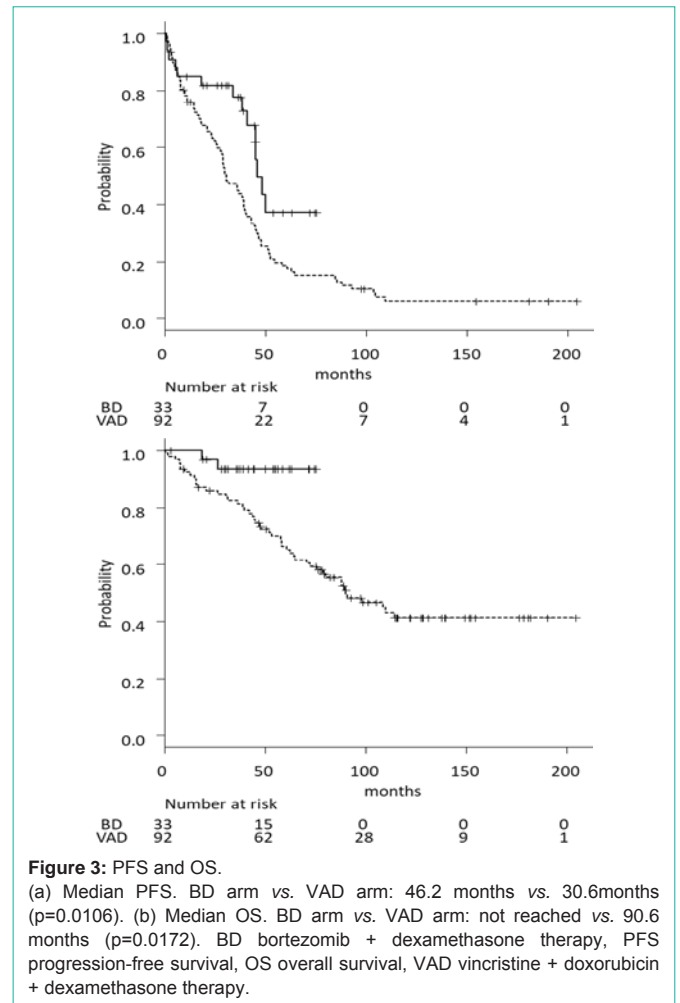 1.0
0.8
0.6
0.4
0.2
0.0
Probability
0 50 100 150 200
months
Number at risk
BD 33 7 0 0 0
VAD 92 22 7 4 1
1.0
0.8
0.6
0.4
0.2
0.0
Probability
0 50 100 150 200
months
Number at risk
BD 33 15 0 0 0
VAD 92 62 28 9 1
Figure 3: PFS and OS.
(a) Median PFS. BD arm vs. VAD arm: 46.2 months vs. 30.6months
(p=0.0106). (b) Median OS. BD arm vs. VAD arm: not reached vs. 90.6
months (p=0.0172). BD bortezomib + dexamethasone therapy, PFS
progression-free survival, OS overall survival, VAD vincristine + doxorubicin
+ dexamethasone therapy.